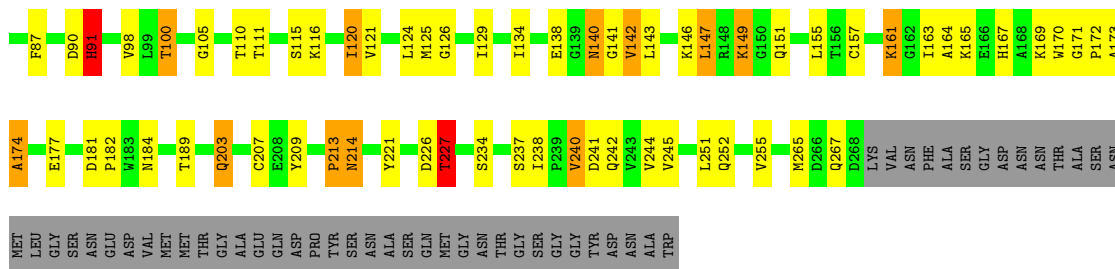 F87 D90 H91 V98 L99 T100 G105 T110 T111 S115 K116 I120 V121 L124 M125 G126 I129 I134 E138 G139 N140 G141 V142 L143 K146 L147 R148 K149 G150 Q151 L155 T156 C157 K161 G162 I163 A164 K165 E166 H167 A168 K169 W170 G171 P172 A173
A174 E177 D181 P182 W183 N184 T189 Q203 C207 E208 Y209 P213 N214 Y221 D226 T227 S234 S237 I238 P239 V240 D241 Q242 V243 V244 V245 L251 Q252 V255 M265 D266 Q267 D268 LYS VAL ASN PHE ALA SER GLY ASP ASN ASN THR ALA SER ASN
MET LEU GLY SER ASN GLU ASP VAL MET MET THR GLY ALA GLU GLN ASP PRO TYR SER ASN ALA SER GLN MET GLY ASN THR GLY SER GLY GLY TYR ASP ASN ALA TRP